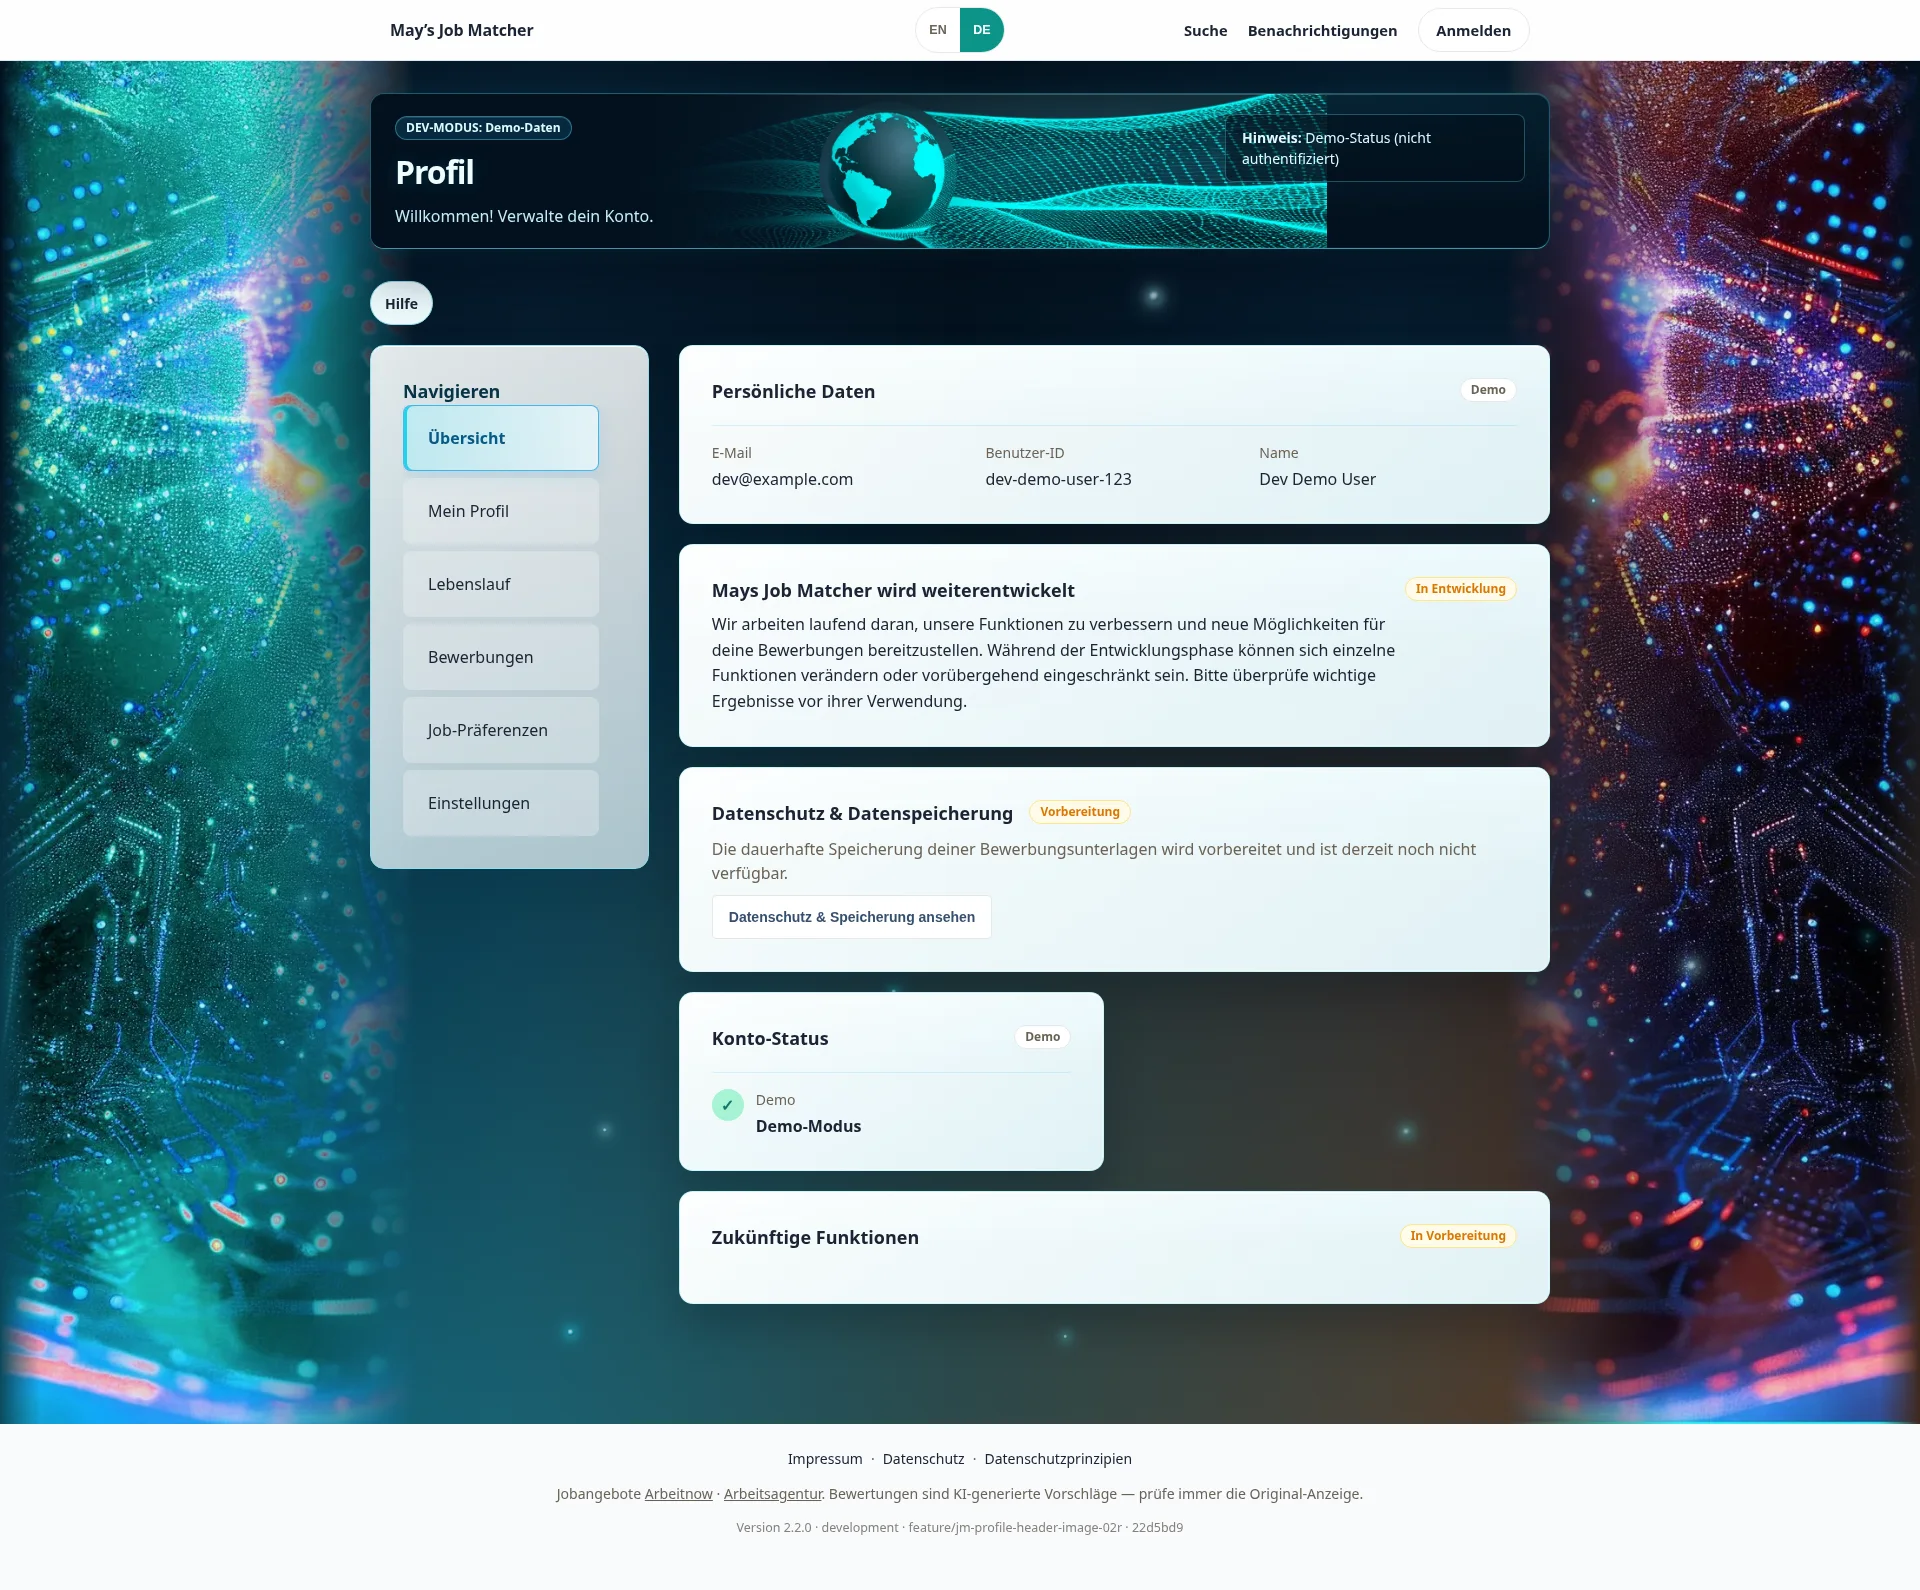 May’s Job Matcher
EN DE
Suche Benachrichtigungen Anmelden
DEV-MODUS: Demo-Daten
Profil
Willkommen! Verwalte dein Konto.
Hinweis: Demo-Status (nicht
authentifiziert)
Hilfe
Navigieren
Übersicht
Mein Profil
Lebenslauf
Bewerbungen
Job-Präferenzen
Einstellungen
Persönliche Daten
Demo
E-Mail
dev@example.com
Benutzer-ID
dev-demo-user-123
Name
Dev Demo User
Mays Job Matcher wird weiterentwickelt
In Entwicklung
Wir arbeiten laufend daran, unsere Funktionen zu verbessern und neue Möglichkeiten für
deine Bewerbungen bereitzustellen. Während der Entwicklungsphase können sich einzelne
Funktionen verändern oder vorübergehend eingeschränkt sein. Bitte überprüfe wichtige
Ergebnisse vor ihrer Verwendung.
Datenschutz & Datenspeicherung
Vorbereitung
Die dauerhafte Speicherung deiner Bewerbungsunterlagen wird vorbereitet und ist derzeit noch nicht
verfügbar.
Datenschutz & Speicherung ansehen
Konto-Status
Demo
✓
Demo
Demo-Modus
Zukünftige Funktionen
In Vorbereitung
Impressum · Datenschutz · Datenschutzprinzipien
Jobangebote Arbeitnow · Arbeitsagentur. Bewertungen sind KI-generierte Vorschläge — prüfe immer die Original-Anzeige.
Version 2.2.0 · development · feature/jm-profile-header-image-02r · 22d5bd9